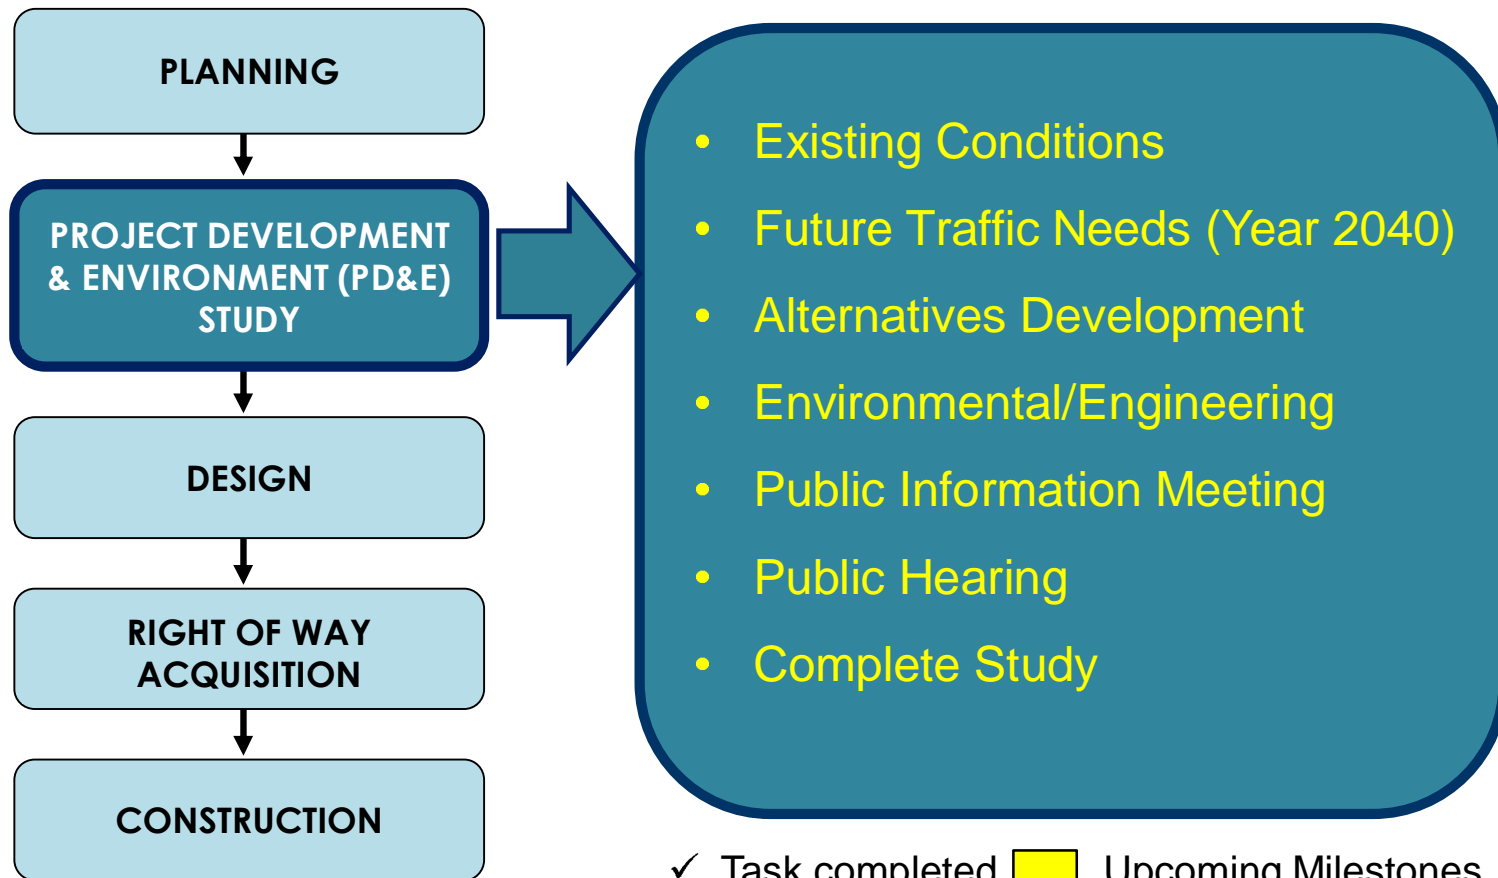 PLANNING
PROJECT DEVELOPMENT
& ENVIRONMENT (PD&E)
STUDY
DESIGN
RIGHT OF WAY
ACQUISITION
CONSTRUCTION
• Existing Conditions
• Future Traffic Needs (Year 2040)
• Alternatives Development
• Environmental/Engineering
• Public Information Meeting
• Public Hearing
• Complete Study
✓ Task completed Upcoming Milestones